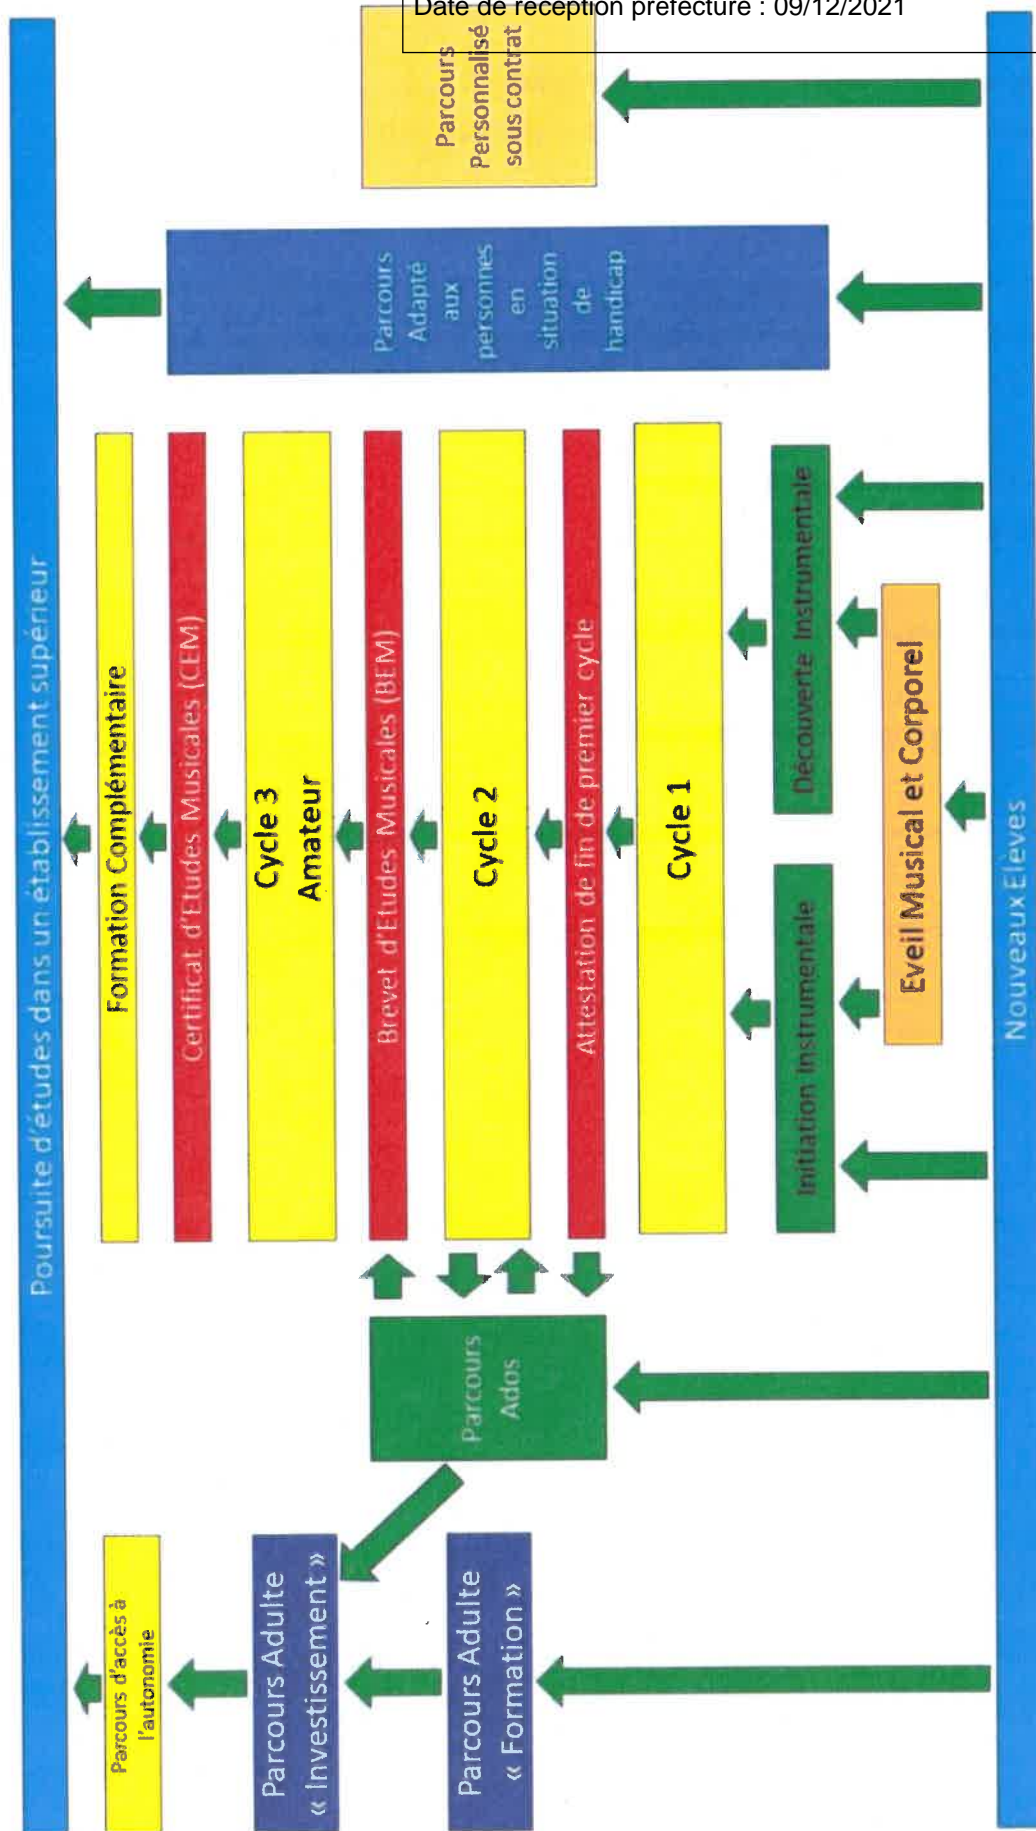 Date de réception préfecture : 09/12/2021
Poursuite d'études dans un établissement supérieur
Parcours d'accès à
l'autonomie
Parcours Adulte
« Investissement »
Parcours Adulte
« Formation »
Parcours
Ados
Formation Complémentaire
Certificat d'Etudes Musicales (CEM)
Cycle 3
Amateur
Brevet d'Etudes Musicales (BEM)
Cycle 2
Attestation de fin de premier cycle
Cycle 1
Initiation Instrumentale
Découverte Instrumentale
Eveil Musical et Corporel
Parcours
Adapté
aux
personnes
en
situation
de
handicap
Parcours
Personnalisé
sous contrat
Nouveaux Elèves